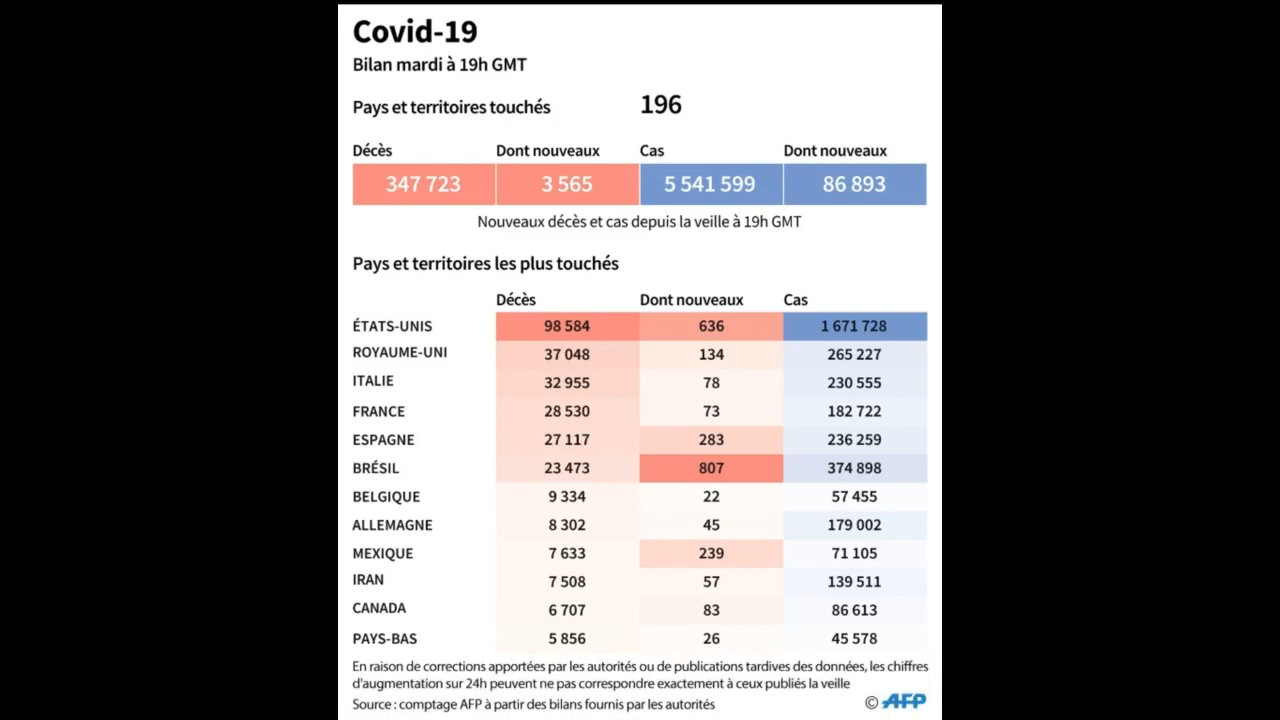 Covid-19
Bilan mardi à 19h GMT
Pays et territoires touchés 196
Décès Dont nouveaux Cas Dont nouveaux
347 723 3 565 5 541 599 86 893
Nouveaux décès et cas depuis la veille à 19h GMT
Pays et territoires les plus touchés
Décès Dont nouveaux Cas
ÉTATS-UNIS 98 584 636 1 671 728
ROYAUME-UNI 37 048 134 265 227
ITALIE 32 955 78 230 555
FRANCE 28 530 73 182 722
ESPAGNE 27 117 283 236 259
BRÉSIL 23 473 807 374 898
BELGIQUE 9 334 22 57 455
ALLEMAGNE 8 302 45 179 002
MEXIQUE 7 633 239 71 105
IRAN 7 508 57 139 511
CANADA 6 707 83 86 613
PAYS-BAS 5 856 26 45 578
En raison de corrections apportées par les autorités ou de publications tardives des données, les chiffres
d'augmentation sur 24h peuvent ne pas correspondre exactement à ceux publiés la veille
Source : comptage AFP à partir des bilans fournis par les autorités
© AFP